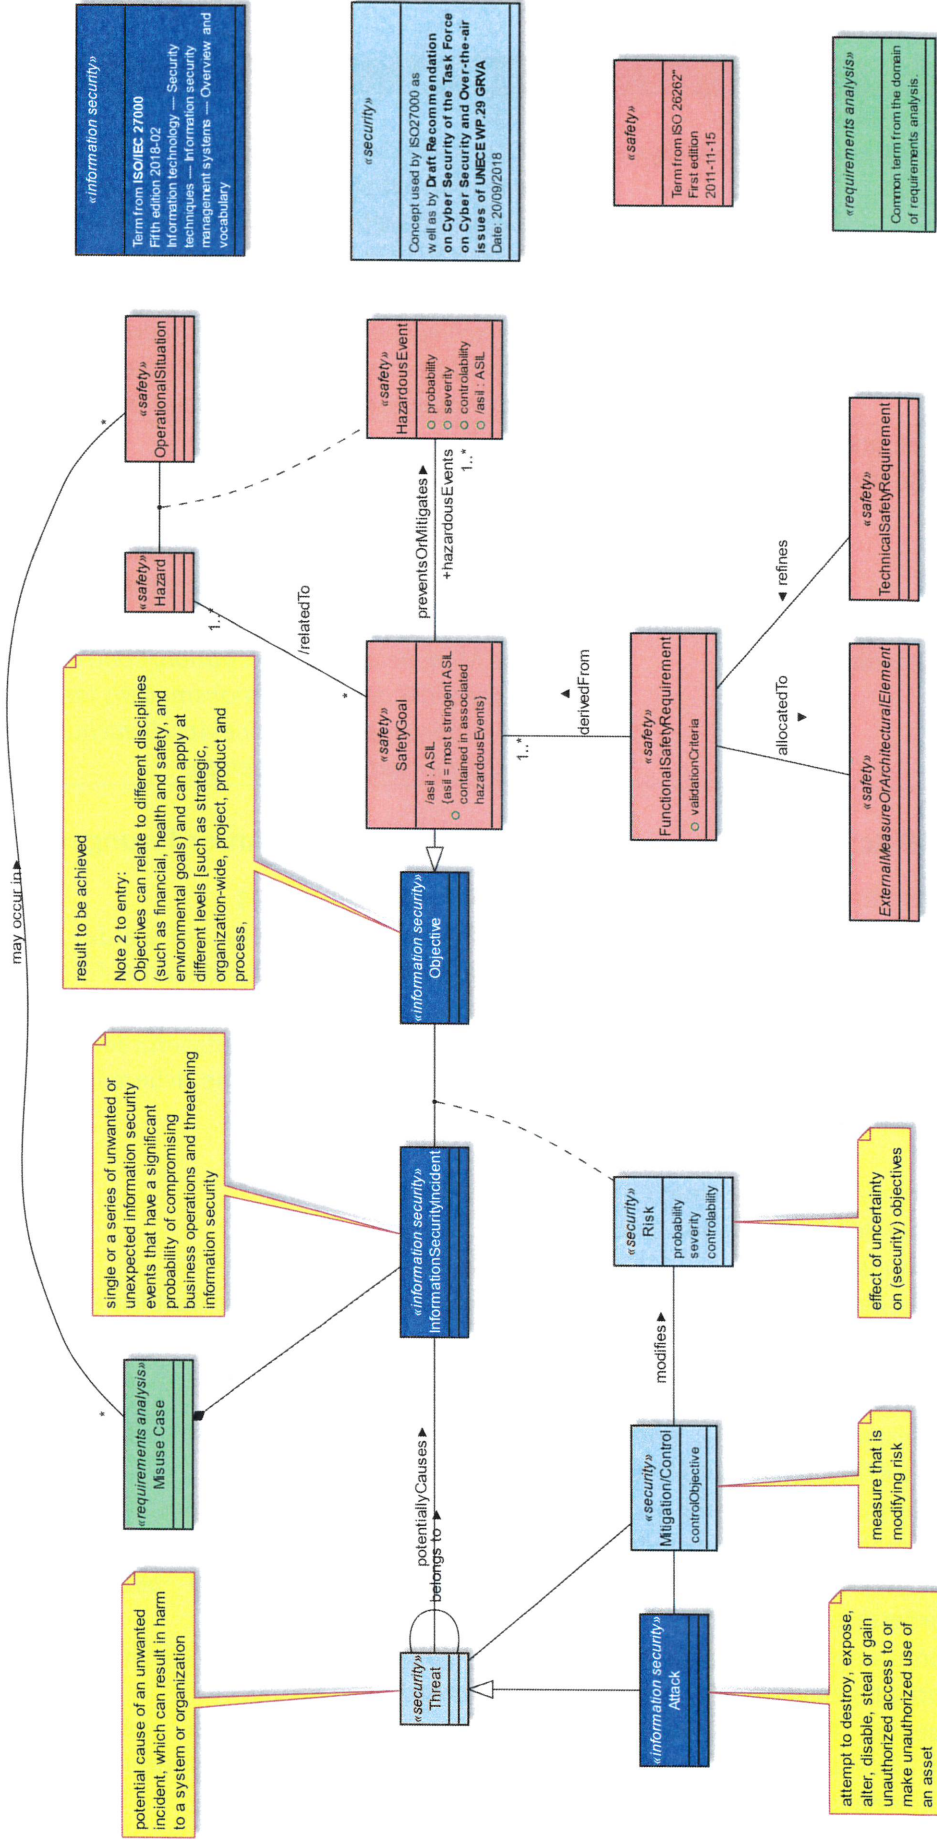 may occur in ▶
*
*
potential cause of an unwanted
incident, which can result in harm
to a system or organization
«requirements analysis»
Misuse Case
single or a series of unwanted or
unexpected information security
events that have a significant
probability of compromising
business operations and threatening
information security
result to be achieved
Note 2 to entry:
Objectives can relate to different disciplines
(such as financial, health and safety, and
environmental goals) and can apply at
different levels [such as strategic,
organization-wide, project, product and
process,
«safety»
Hazard
«safety»
OperationalSituation
«information security»
Term from ISO/IEC 27000
Fifth edition 2018-02
Information technology — Security
techniques — Information security
management systems — Overview and
vocabulary
1..*
/relatedTo
*
«security»
Threat
potentiallyCauses ▶
belongs to ▶
«information security»
InformationSecurityIncident
«information security»
Objective
«safety»
SafetyGoal
/asil : ASIL
{asil = most stringent ASIL
contained in associated
hazardousEvents}
preventsOrMitigates ▶
+hazardousEvents
1..*
«safety»
HazardousEvent
probability
severity
controlability
/asil : ASIL
«security»
Concept used by ISO27000 as
well as by Draft Recommendation
on Cyber Security of the Task Force
on Cyber Security and Over-the-air
issues of UNECE WP.29 GRVA
Date: 20/09/2018
1..*
derivedFrom ▲
«information security»
Attack
«security»
Mitigation/Control
controlObjective
modifies ▶
«security»
Risk
probability
severity
controlability
«safety»
FunctionalSafetyRequirement
validationCriteria
«safety»
Term from ISO 26262"
First edition
2011-11-15
allocatedTo ▼
◀ refines
attempt to destroy, expose,
alter, disable, steal or gain
unauthorized access to or
make unauthorized use of
an asset
measure that is
modifying risk
effect of uncertainty
on (security) objectives
«safety»
ExternalMeasureOrArchitecturalElement
«safety»
TechnicalSafetyRequirement
«requirements analysis»
Common term from the domain
of requirements analysis.